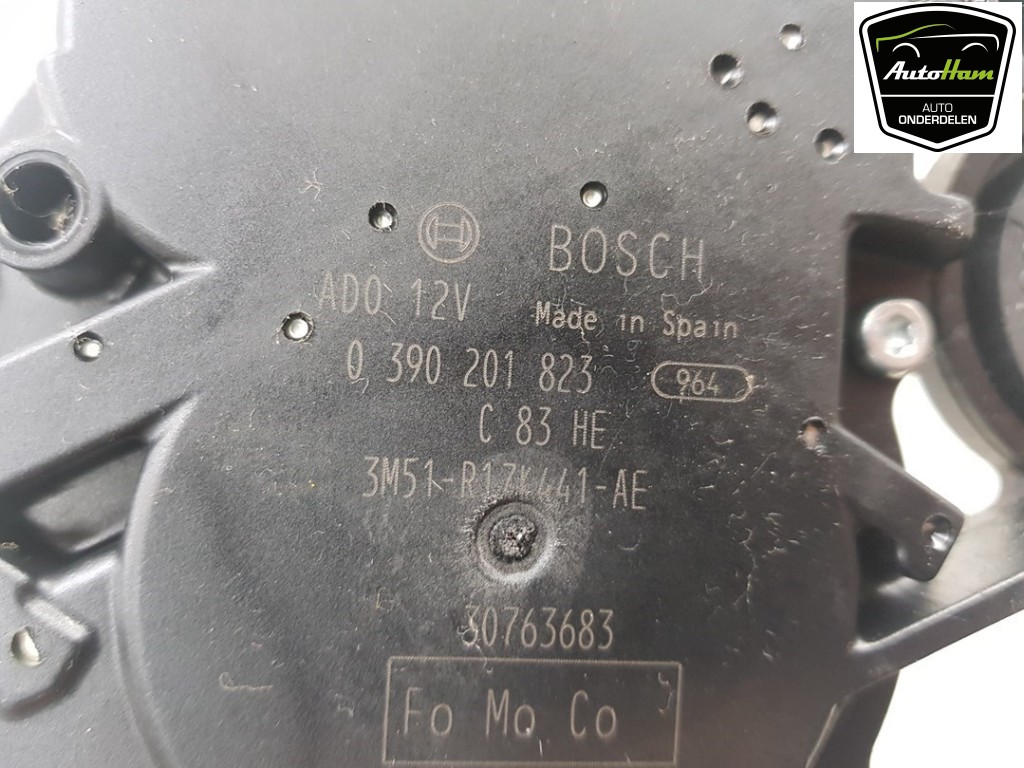 AutoHam
AUTO
ONDERDELEN
BOSCH
AD0 12V
Made in Spain
0 390 201 823
964
C 83 HE
3M51-R17K441-AE
30763683
Fo Mo Co